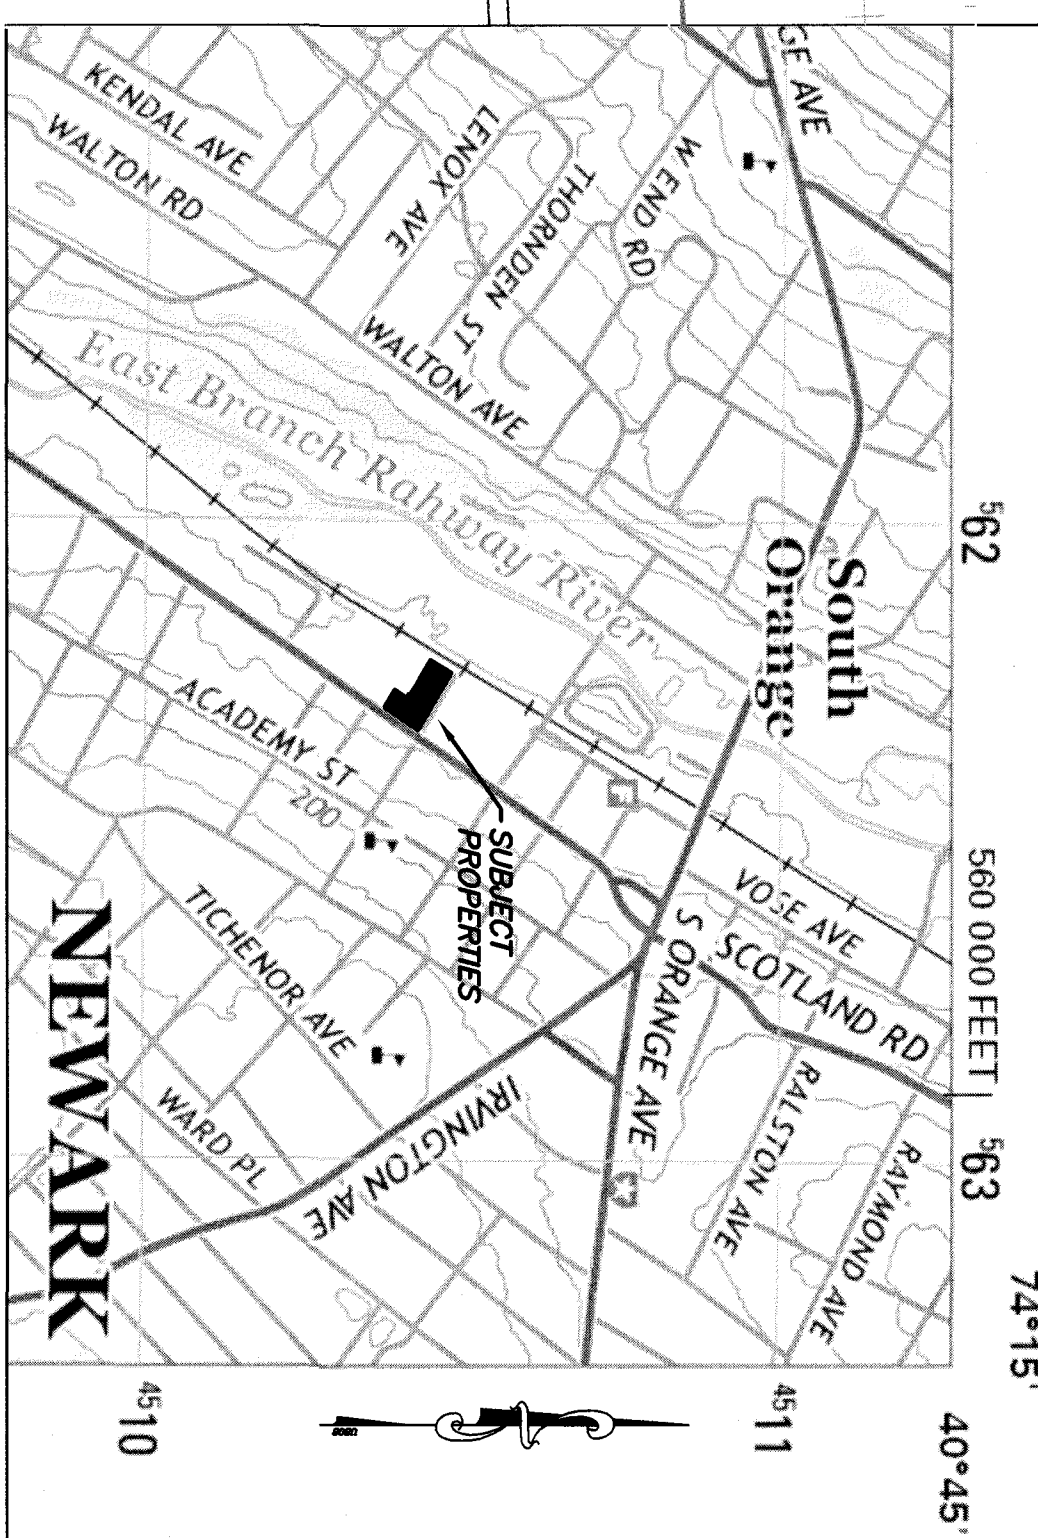 74°15'
40°45'
560 000 FEET
⁵62
⁵63
⁴⁵11
⁴⁵10
GE AVE
South
Orange
VOSE AVE
SCOTLAND RD
RALSTON AVE
RAYMOND AVE
S ORANGE AVE
W END RD
THORNDEN ST
LENOX AVE
WALTON AVE
KENDAL AVE
WALTON RD
East Branch Rahway River
SUBJECT
PROPERTIES
ACADEMY ST
200
TICHENOR AVE
IRVINGTON AVE
WARD PL
NEWARK